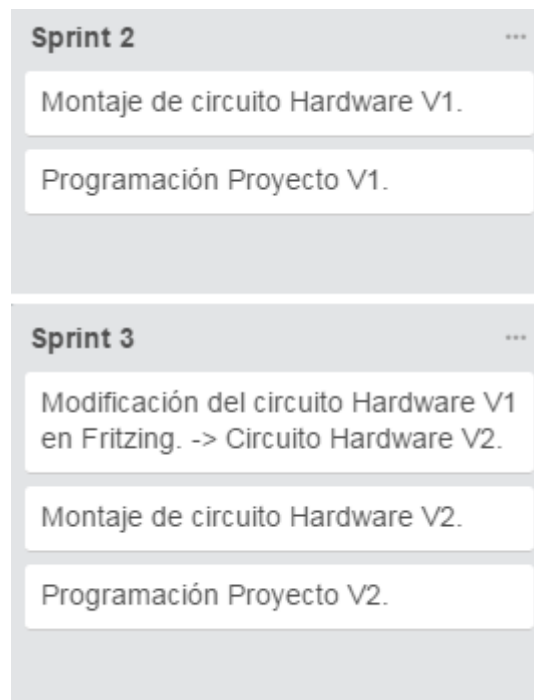 Sprint 2
Montaje de circuito Hardware V1.
Programación Proyecto V1.
Sprint 3
Modificación del circuito Hardware V1
en Fritzing. -> Circuito Hardware V2.
Montaje de circuito Hardware V2.
Programación Proyecto V2.